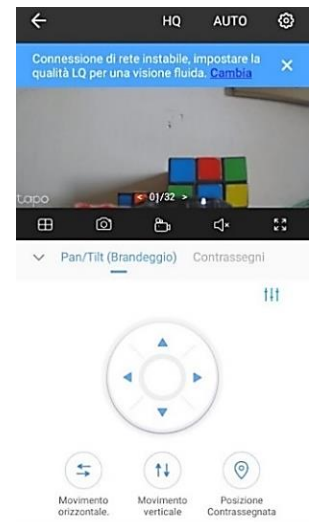 HQ AUTO
Connessione di rete instabile, impostare la
qualità LQ per una visione fluida. Cambia
tapo
< 01/32 >
Pan/Tilt (Brandeggio) Contrassegni
Movimento
orizzontale.
Movimento
verticale
Posizione
Contrassegnata